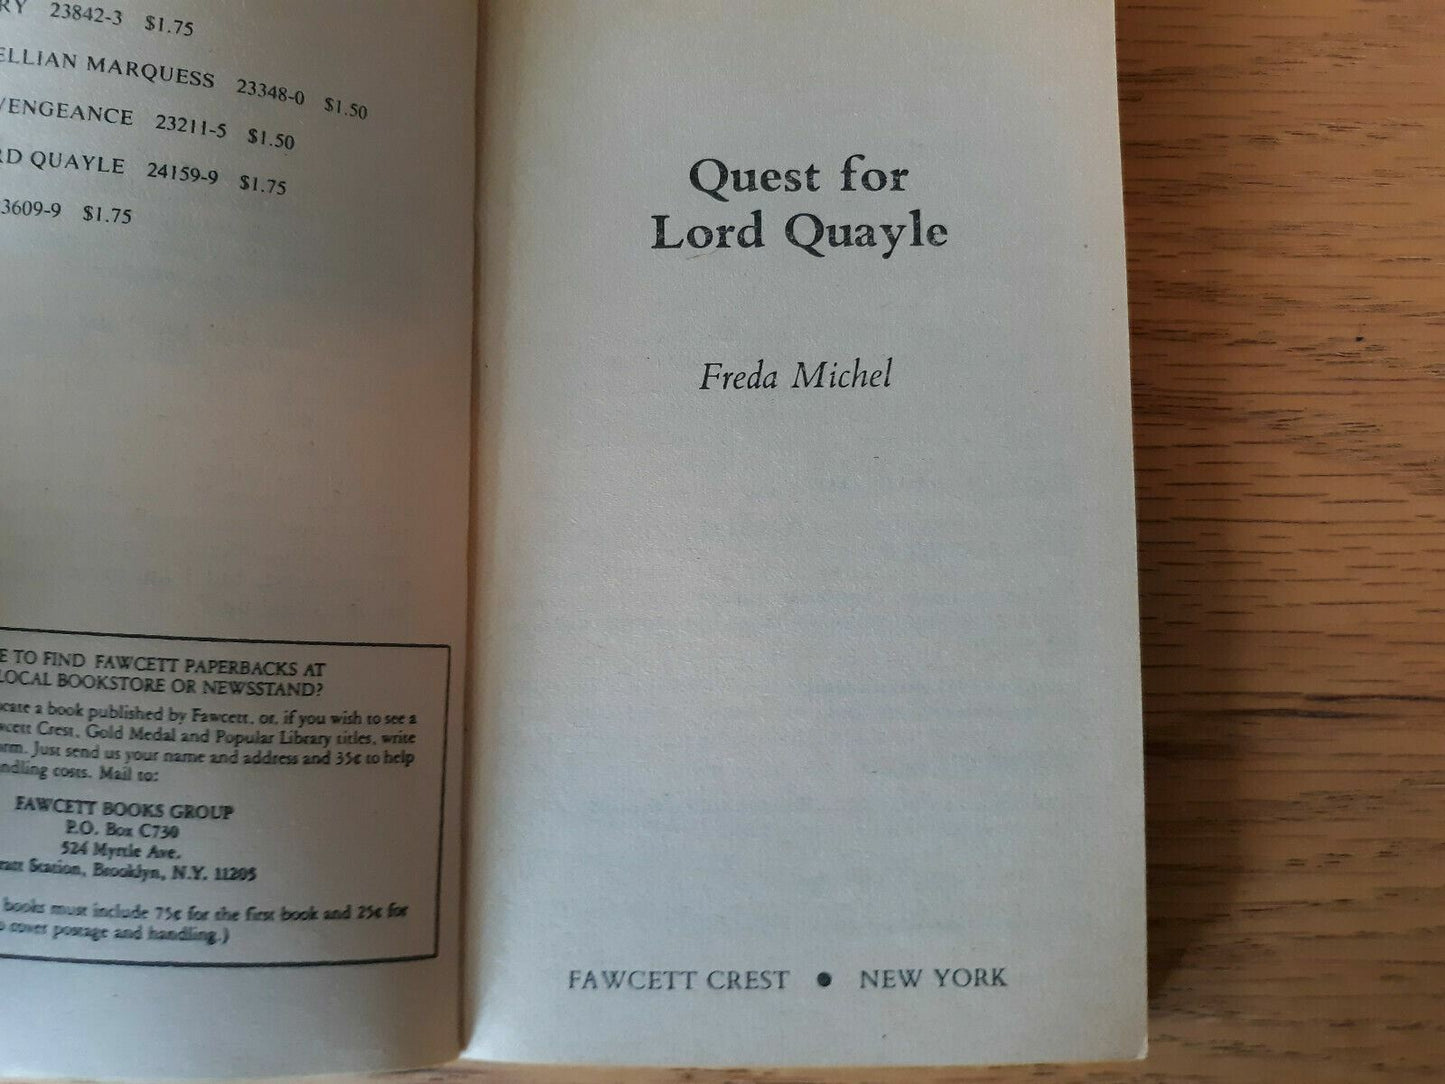 RY 23842-3 $1.75
ELLIAN MARQUESS 23348-0 $1.50
VENGEANCE 23211-5 $1.50
RD QUAYLE 24159-9 $1.75
3609-9 $1.75
E TO FIND FAWCETT PAPERBACKS AT
LOCAL BOOKSTORE OR NEWSSTAND?
cate a book published by Fawcett, or, if you wish to see a
wcett Crest, Gold Medal and Popular Library titles, write
orm. Just send us your name and address and 35¢ to help
ndling costs. Mail to:
FAWCETT BOOKS GROUP
P.O. Box C730
524 Myrtle Ave.
ratt Station, Brooklyn, N.Y. 11205
books must include 75¢ for the first book and 25¢ for
o cover postage and handling.)
Quest for
Lord Quayle
Freda Michel
FAWCETT CREST • NEW YORK